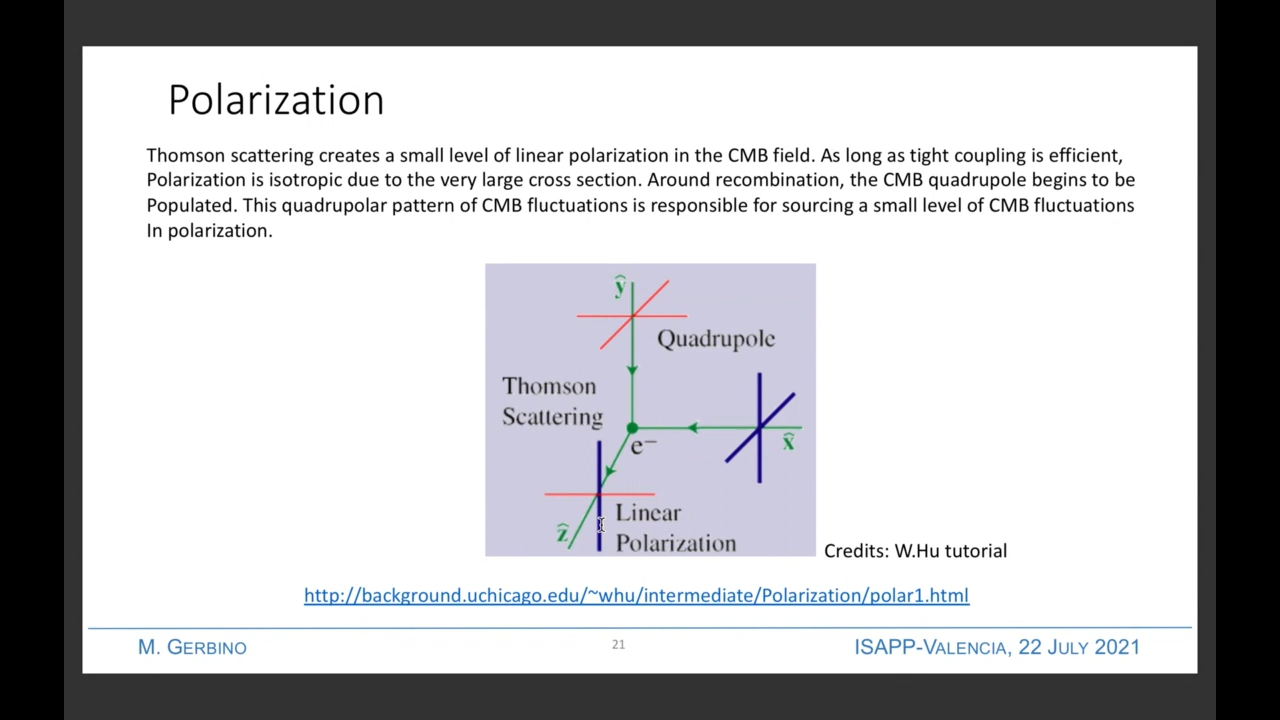 Polarization
Thomson scattering creates a small level of linear polarization in the CMB field. As long as tight coupling is efficient,
Polarization is isotropic due to the very large cross section. Around recombination, the CMB quadrupole begins to be
Populated. This quadrupolar pattern of CMB fluctuations is responsible for sourcing a small level of CMB fluctuations
In polarization.
ŷ
Quadrupole
Thomson
Scattering
e⁻
x̂
Linear
ẑ
Polarization
Credits: W.Hu tutorial
http://background.uchicago.edu/~whu/intermediate/Polarization/polar1.html
M. GERBINO
21
ISAPP-VALENCIA, 22 JULY 2021